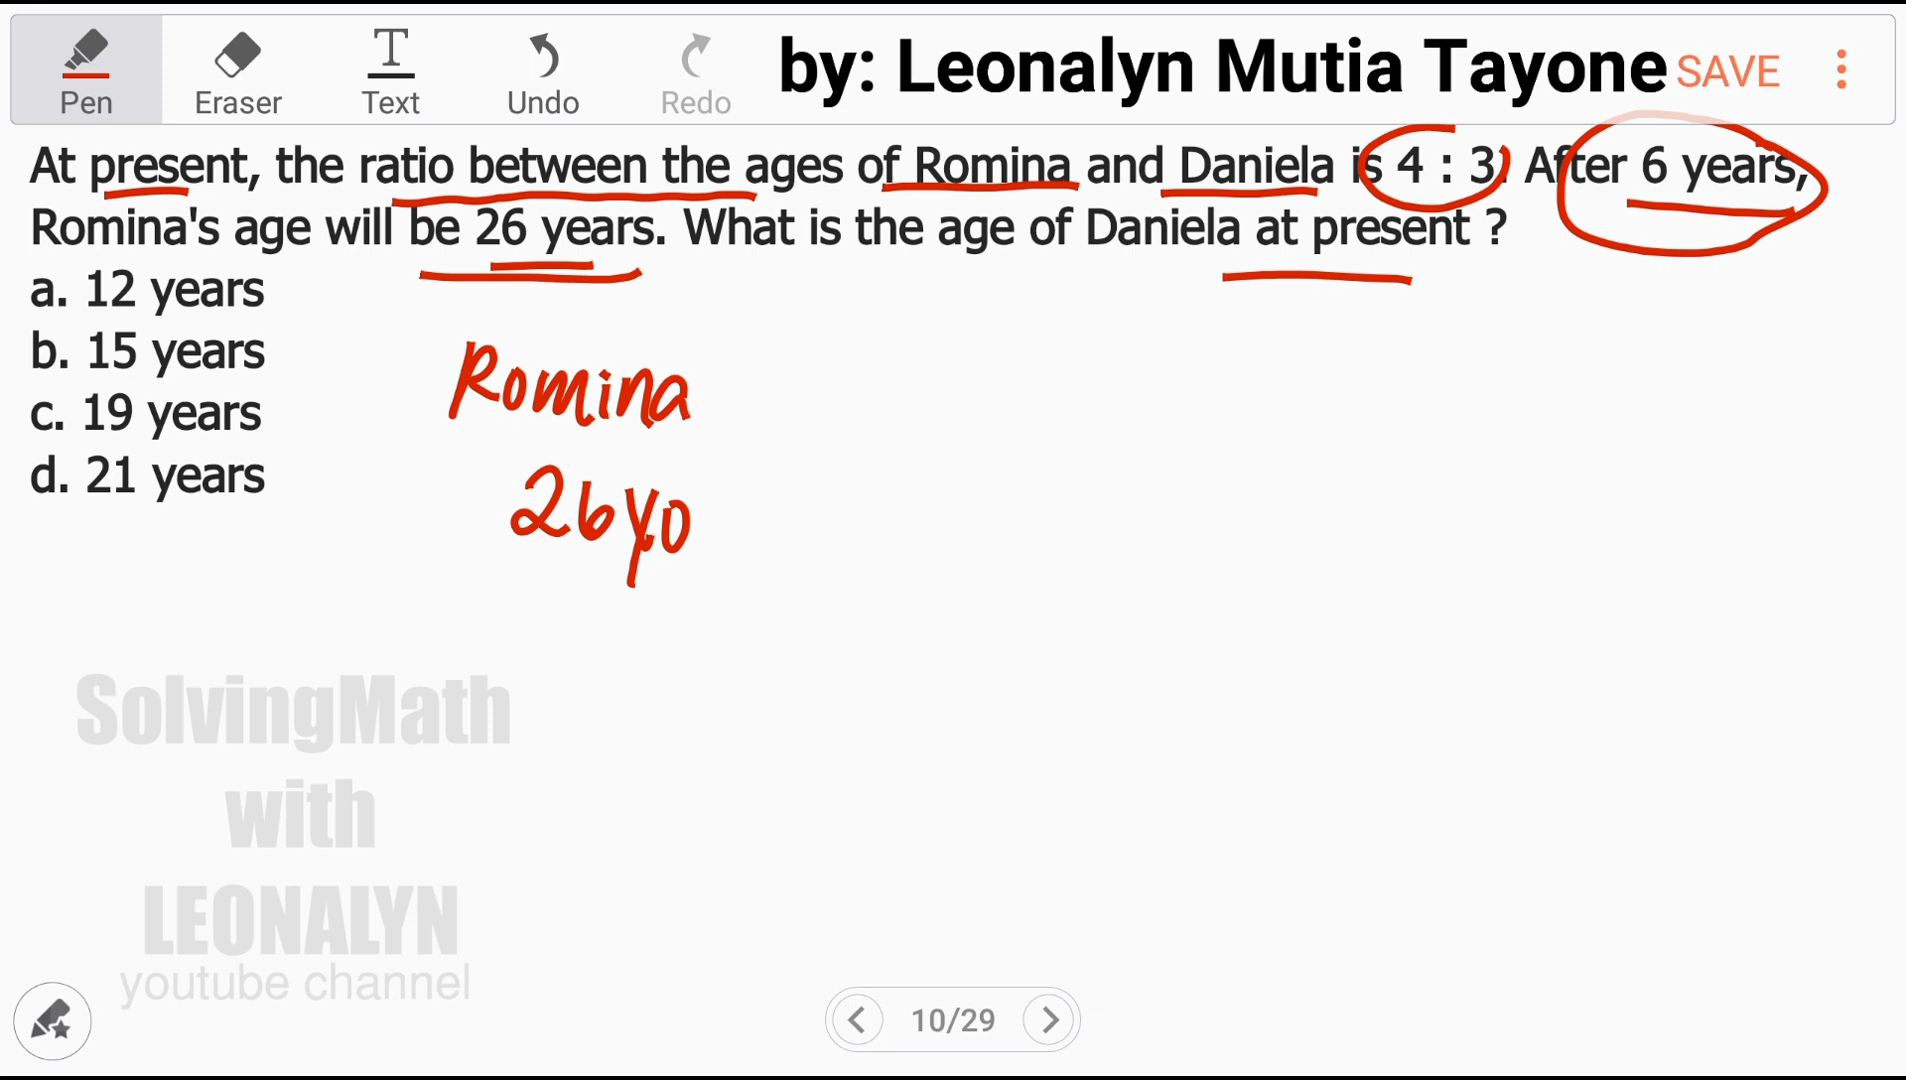 Pen
Eraser
Text
Undo
Redo
by: Leonalyn Mutia Tayone
SAVE
At present, the ratio between the ages of Romina and Daniela is 4 : 3. After 6 years,
Romina's age will be 26 years. What is the age of Daniela at present ?
a. 12 years
b. 15 years
c. 19 years
d. 21 years
Romina
26yo
SolvingMath
with
LEONALYN
youtube channel
10/29